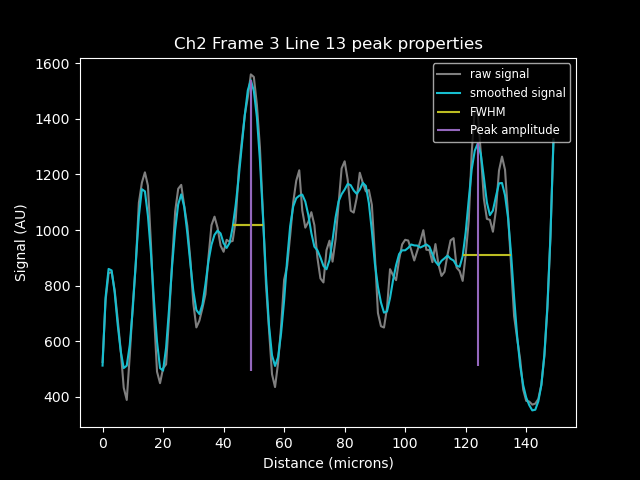 Ch2 Frame 3 Line 13 peak properties
raw signal
smoothed signal
FWHM
Peak amplitude
Signal (AU)
1600
1400
1200
1000
800
600
400
0 20 40 60 80 100 120 140
Distance (microns)